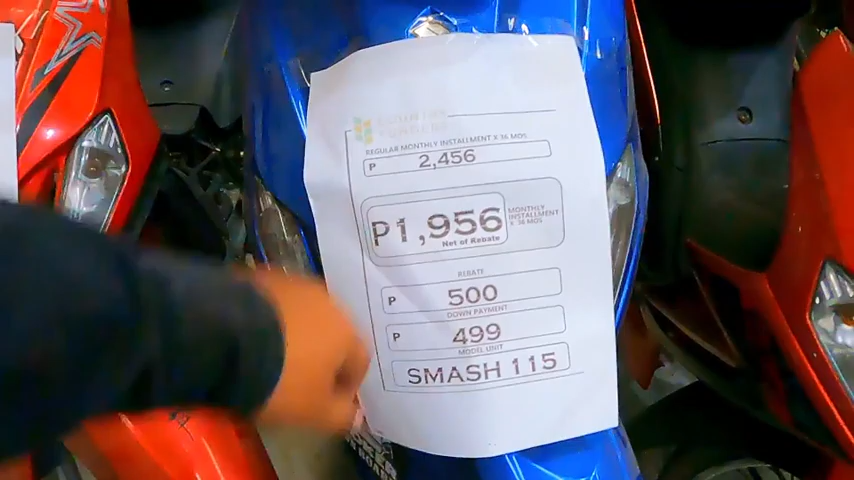 REGULAR MONTHLY INSTALLMENT X 36 MOS
P 2,456
P1,956
Net of Rebate
MONTHLY
INSTALLMENT
X 36 MOS
REBATE
P 500
DOWN PAYMENT
P 499
MODEL UNIT
SMASH 115